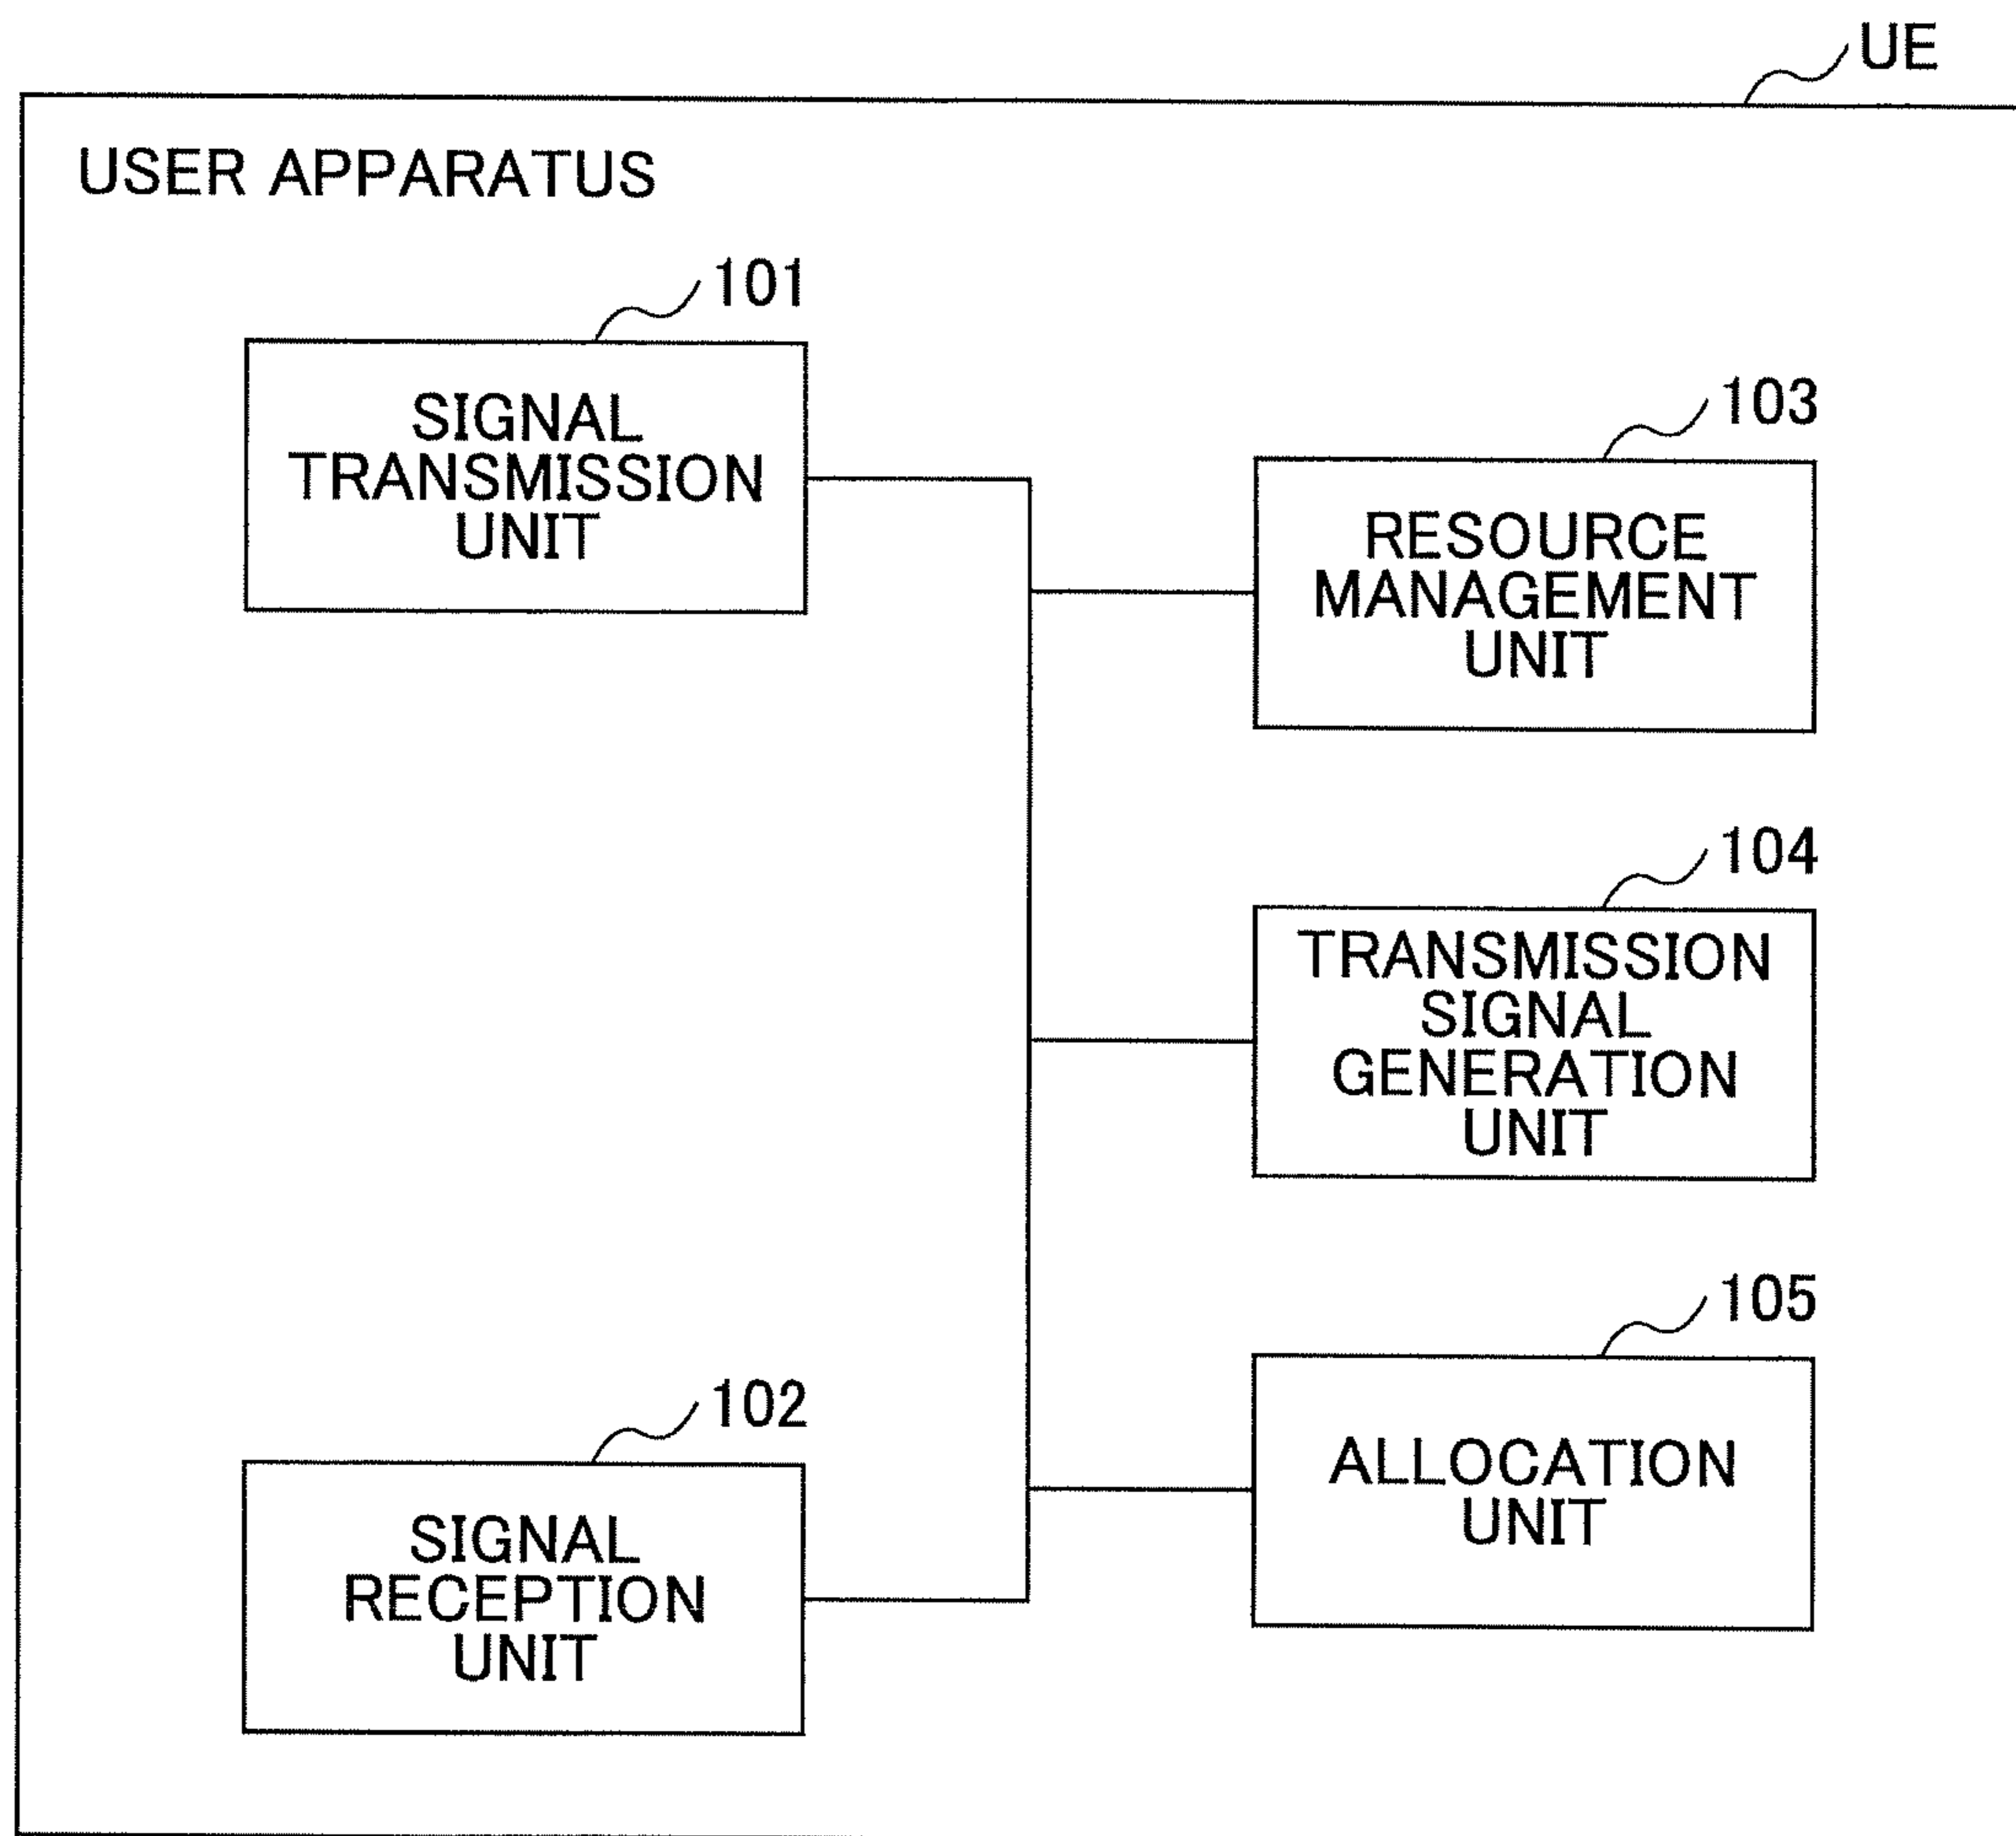 UE
USER APPARATUS
101
SIGNAL
TRANSMISSION
UNIT
103
RESOURCE
MANAGEMENT
UNIT
104
TRANSMISSION
SIGNAL
GENERATION
UNIT
102
SIGNAL
RECEPTION
UNIT
105
ALLOCATION
UNIT